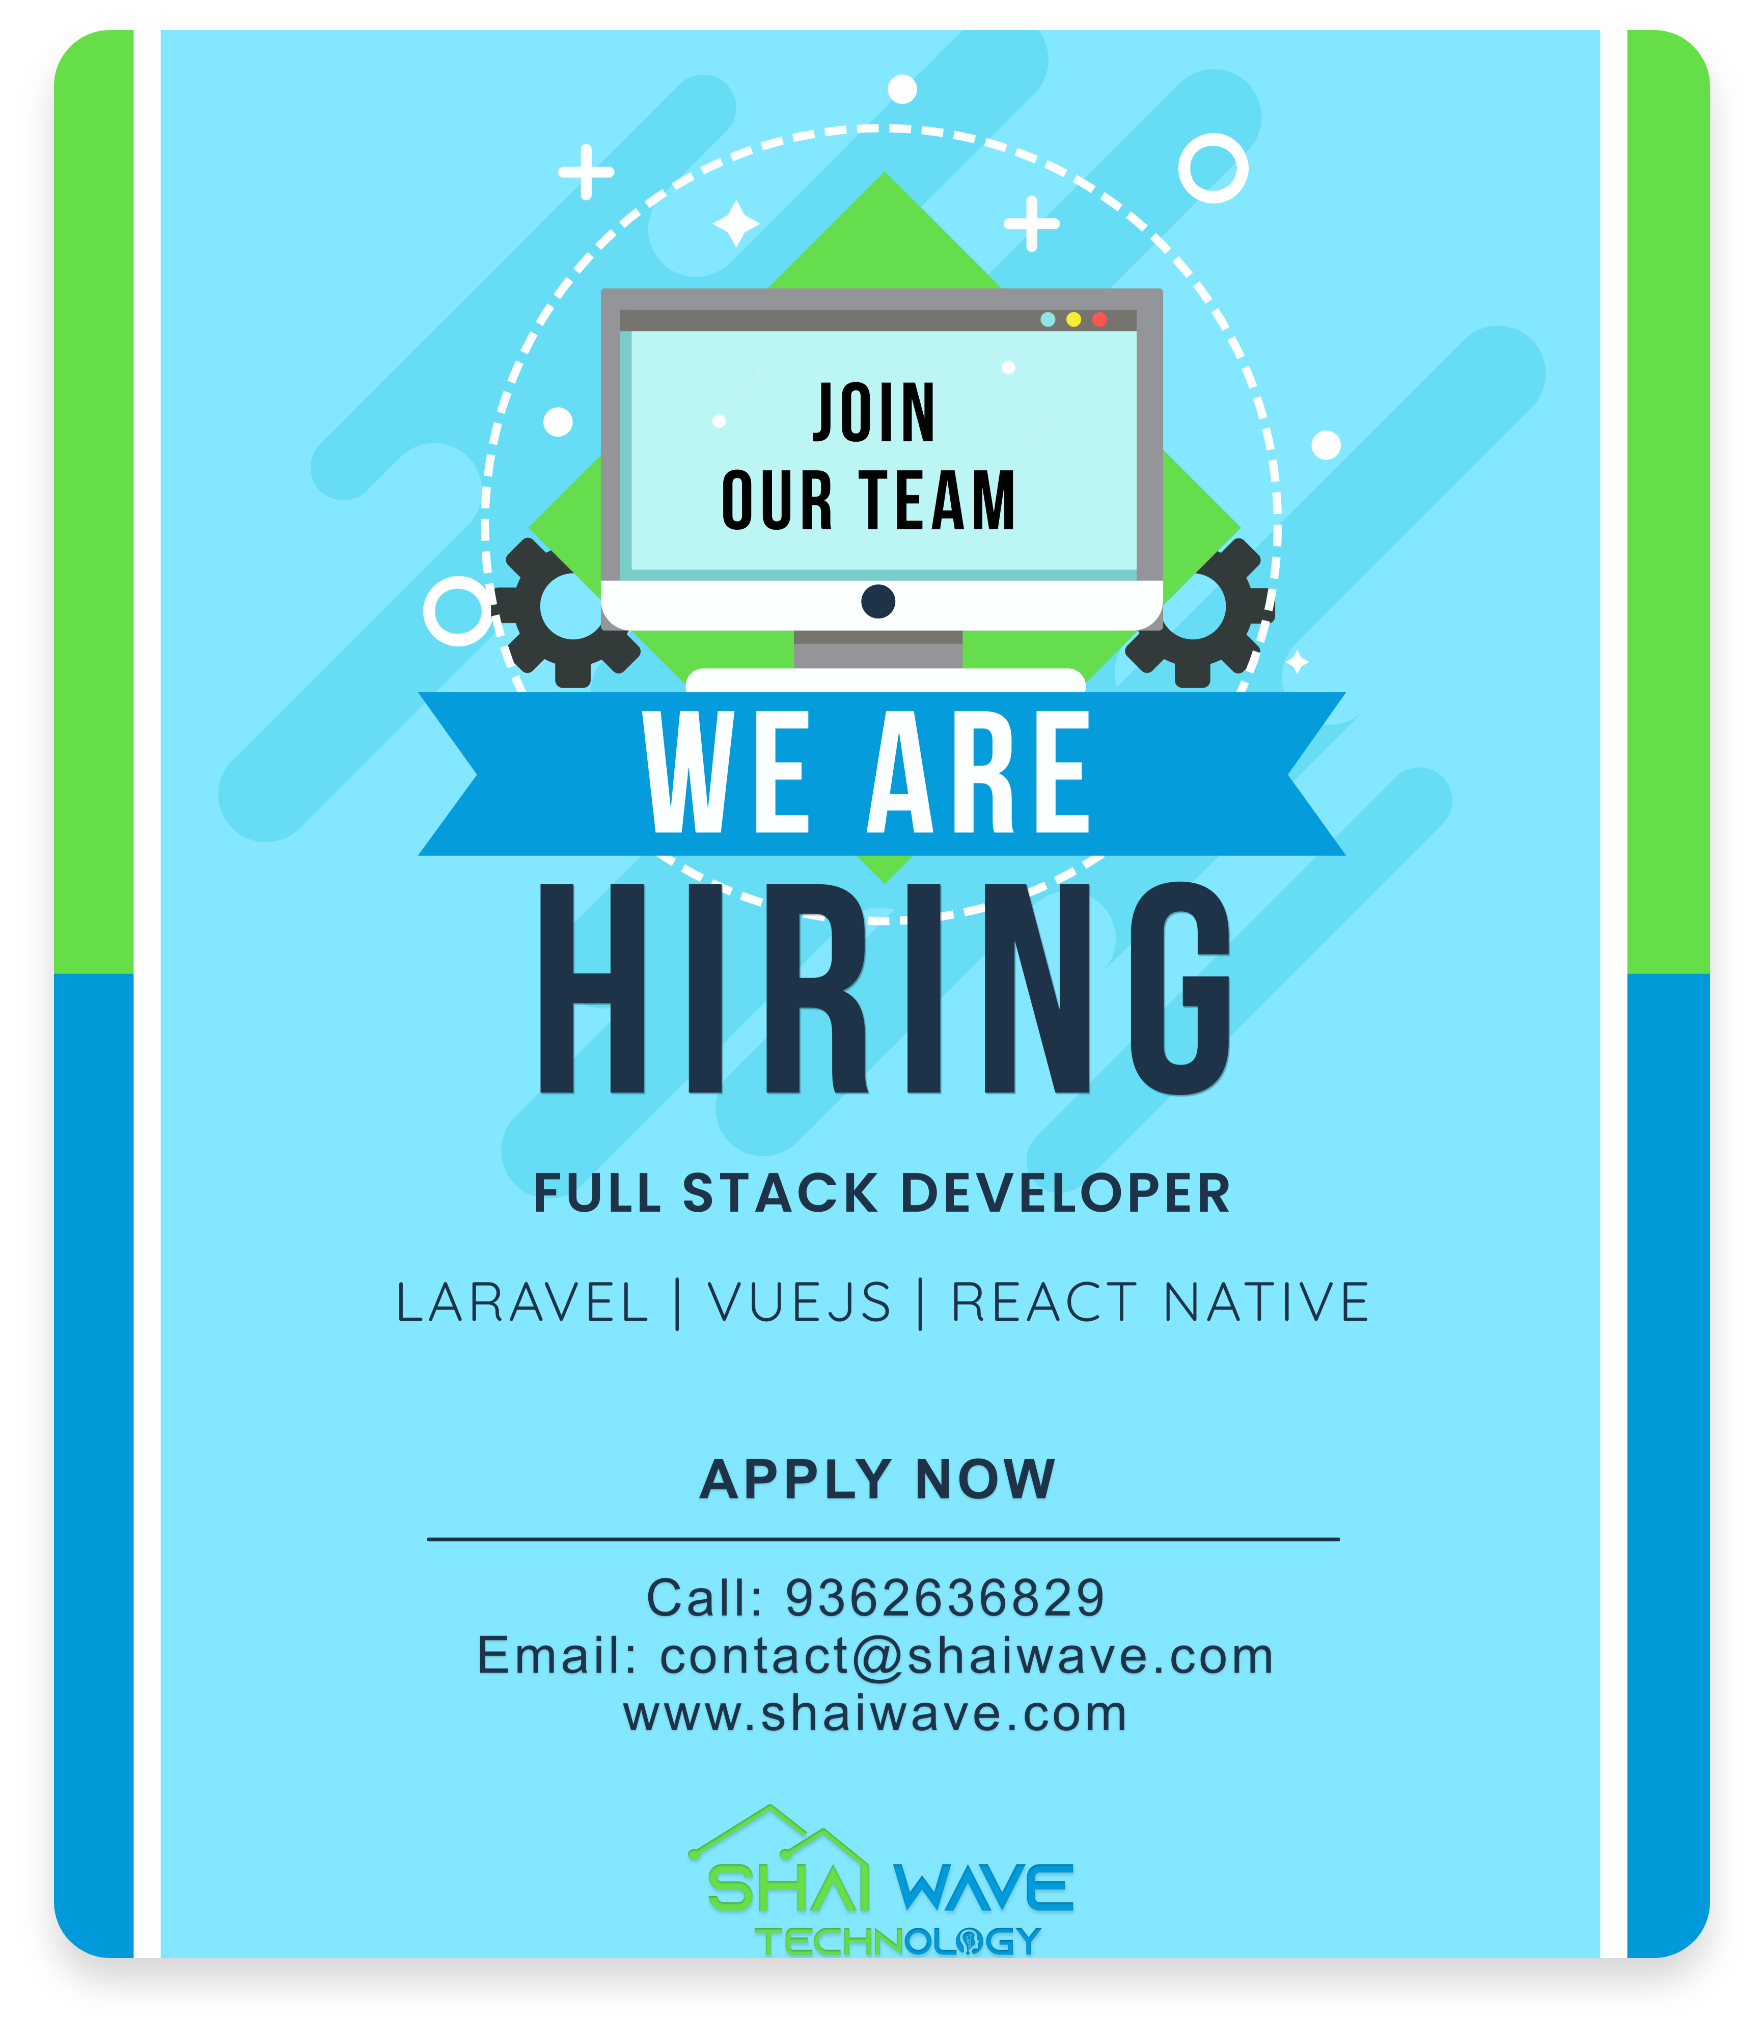 JOIN
OUR TEAM
WE ARE
HIRING
FULL STACK DEVELOPER
LARAVEL | VUEJS | REACT NATIVE
APPLY NOW
Call: 9362636829
Email: contact@shaiwave.com
www.shaiwave.com
SHAI WAVE
TECHNOLOGY